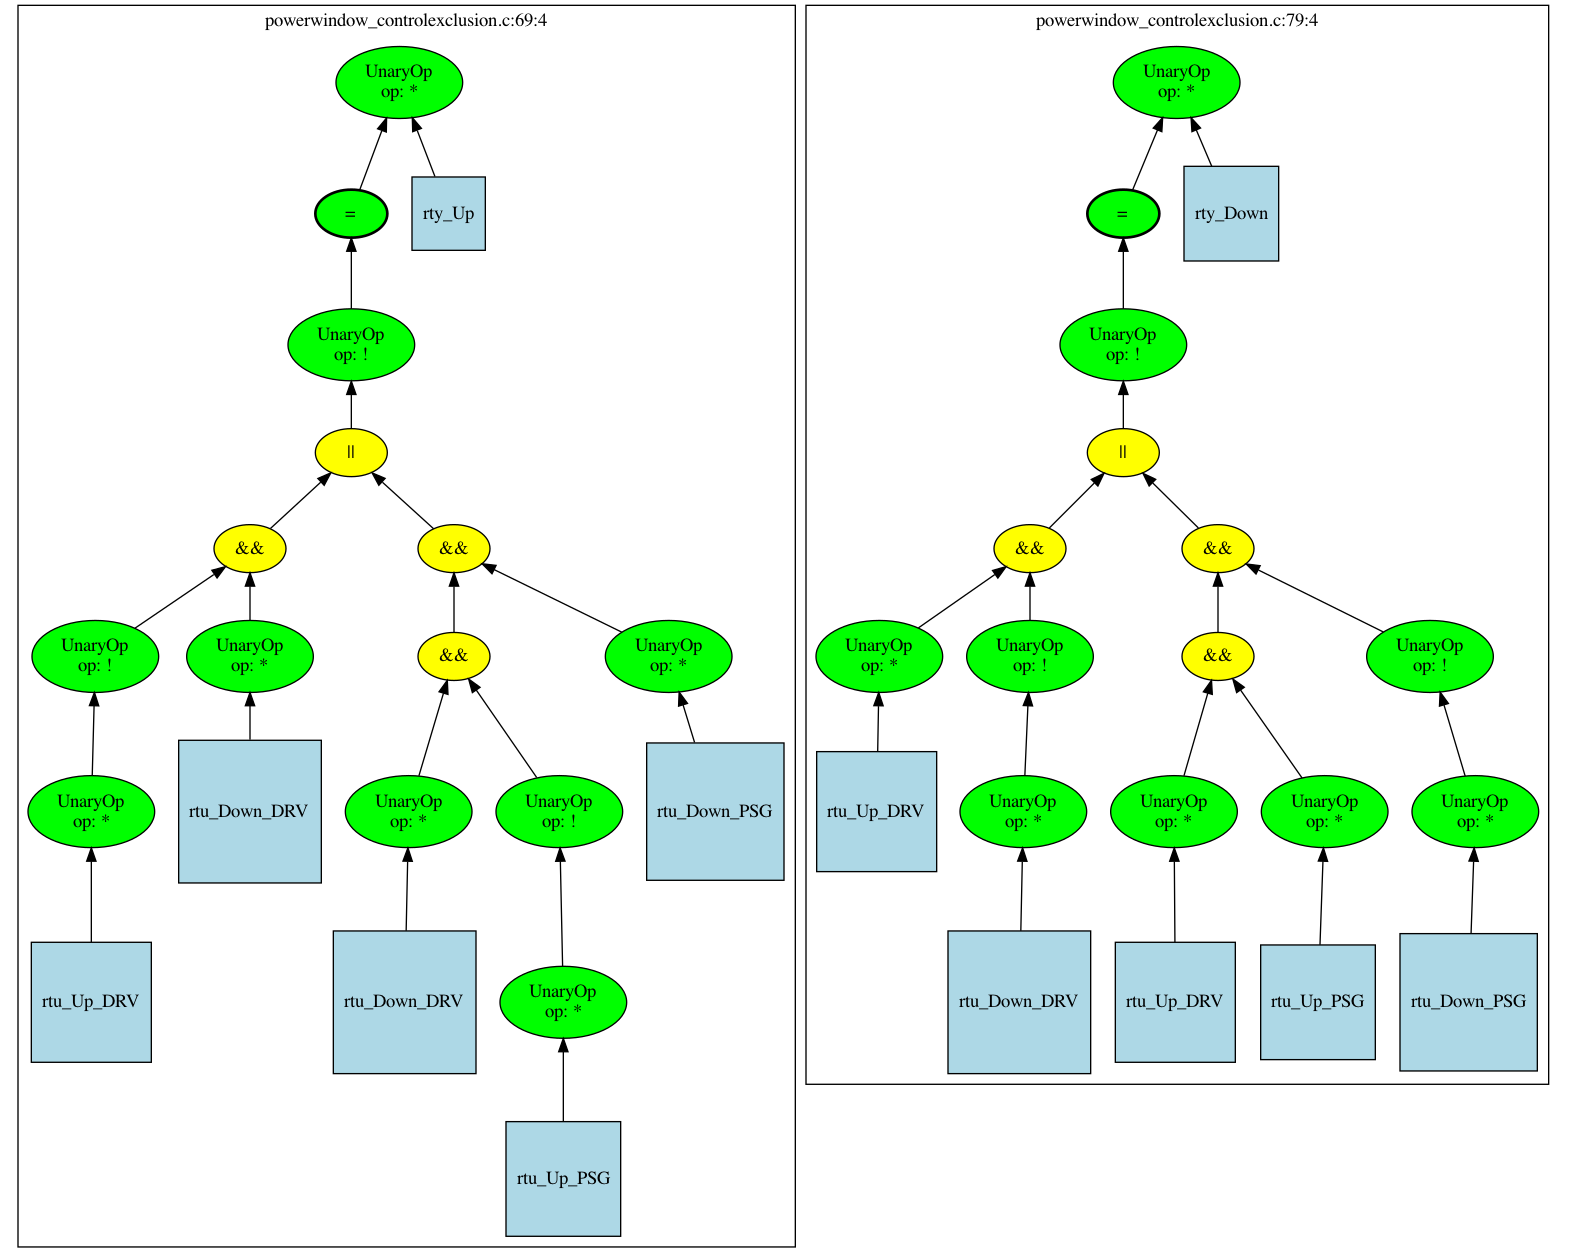 powerwindow_controlexclusion.c:69:4
UnaryOp
op: *
=
rty_Up
UnaryOp
op: !
||
&&
&&
UnaryOp
op: !
UnaryOp
op: *
&&
UnaryOp
op: *
UnaryOp
op: *
rtu_Down_DRV
UnaryOp
op: *
UnaryOp
op: !
rtu_Down_PSG
rtu_Up_DRV
rtu_Down_DRV
UnaryOp
op: *
rtu_Up_PSG
powerwindow_controlexclusion.c:79:4
UnaryOp
op: *
=
rty_Down
UnaryOp
op: !
||
&&
&&
UnaryOp
op: *
UnaryOp
op: !
&&
UnaryOp
op: !
rtu_Up_DRV
UnaryOp
op: *
UnaryOp
op: *
UnaryOp
op: *
UnaryOp
op: *
rtu_Down_DRV
rtu_Up_DRV
rtu_Up_PSG
rtu_Down_PSG